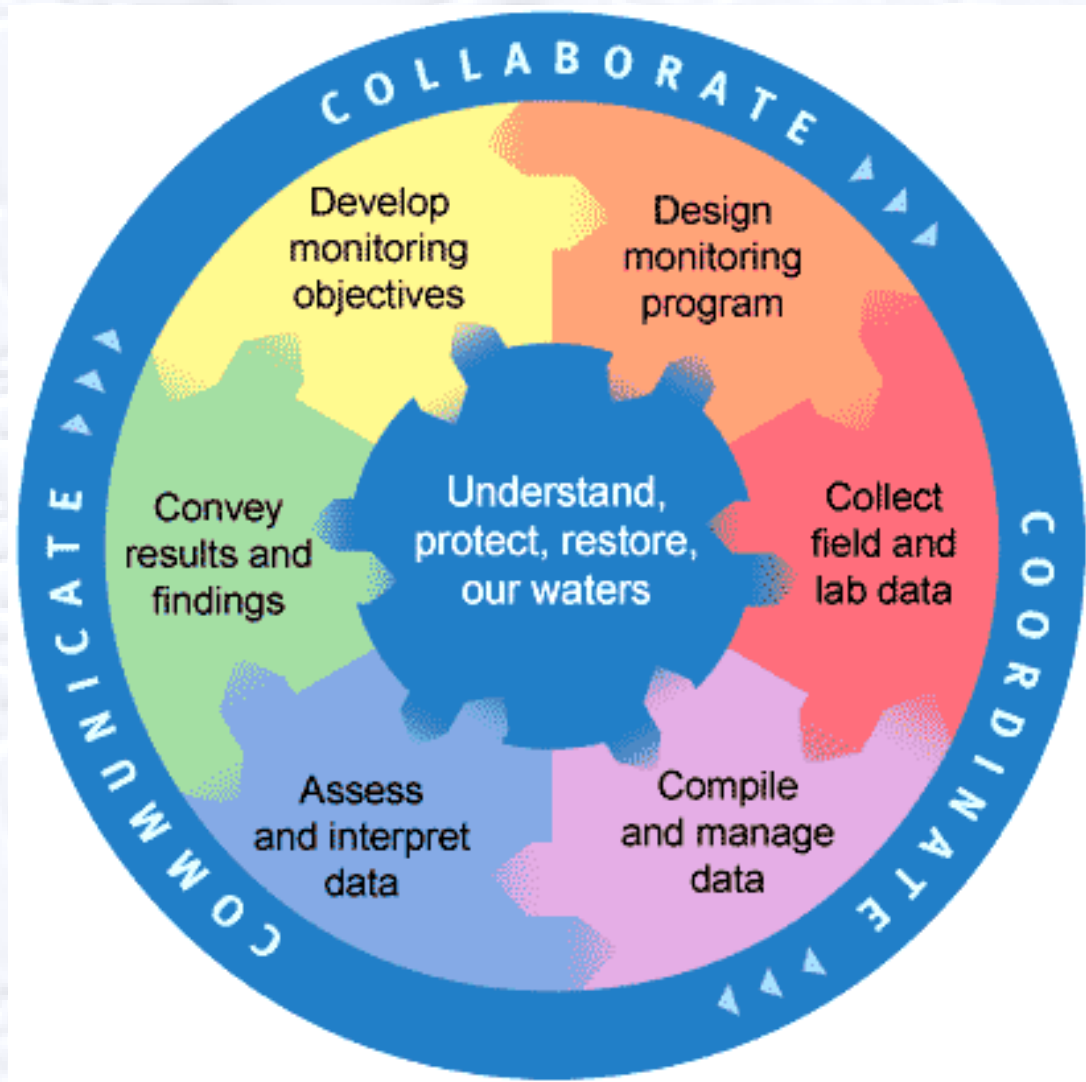 COLLABORATE
Develop
monitoring
objectives
Design
monitoring
program
Collect
field and
lab data
Compile
and manage
data
Assess
and interpret
data
Convey
results and
findings
Understand,
protect, restore,
our waters
COORDINATE
COMMUNICATE